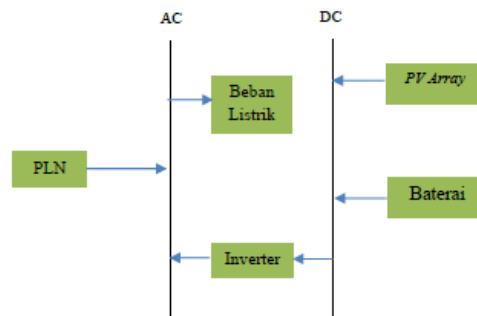 AC
DC
Beban
Listrik
PV Array
PLN
Baterai
Inverter